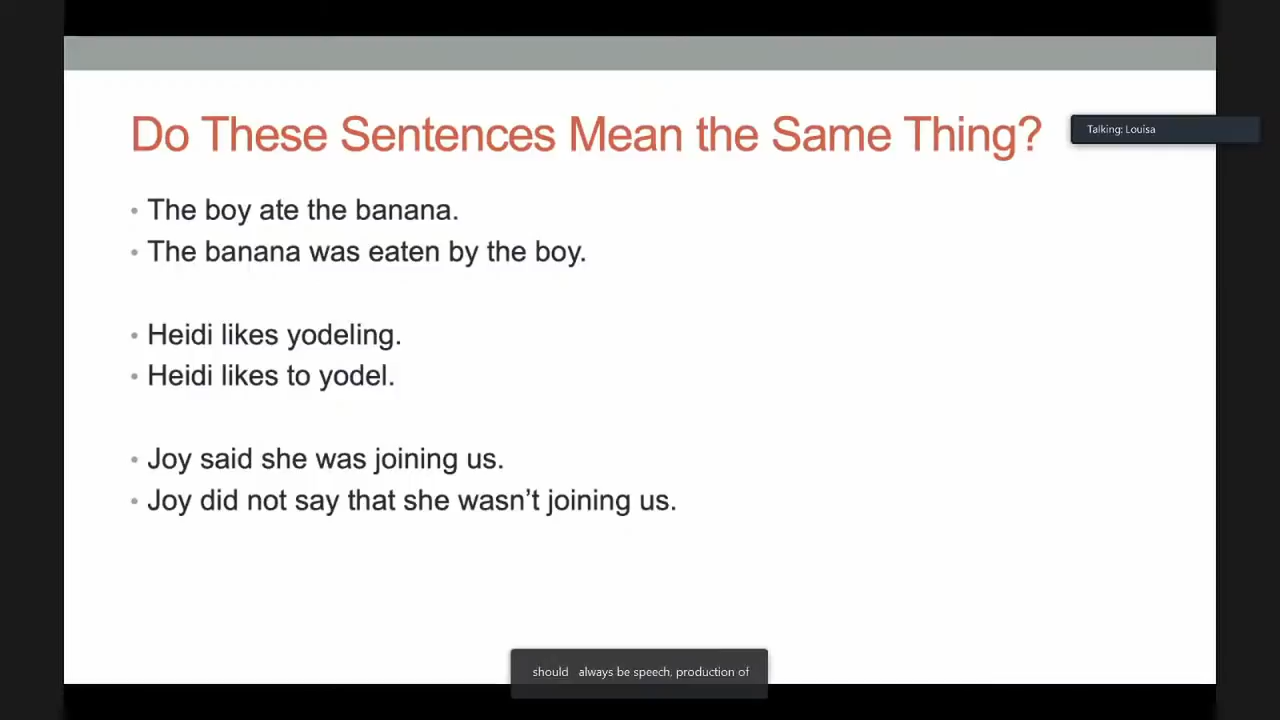 Do These Sentences Mean the Same Thing?
Talking: Louisa
• The boy ate the banana.
• The banana was eaten by the boy.
• Heidi likes yodeling.
• Heidi likes to yodel.
• Joy said she was joining us.
• Joy did not say that she wasn’t joining us.
should always be speech, production of